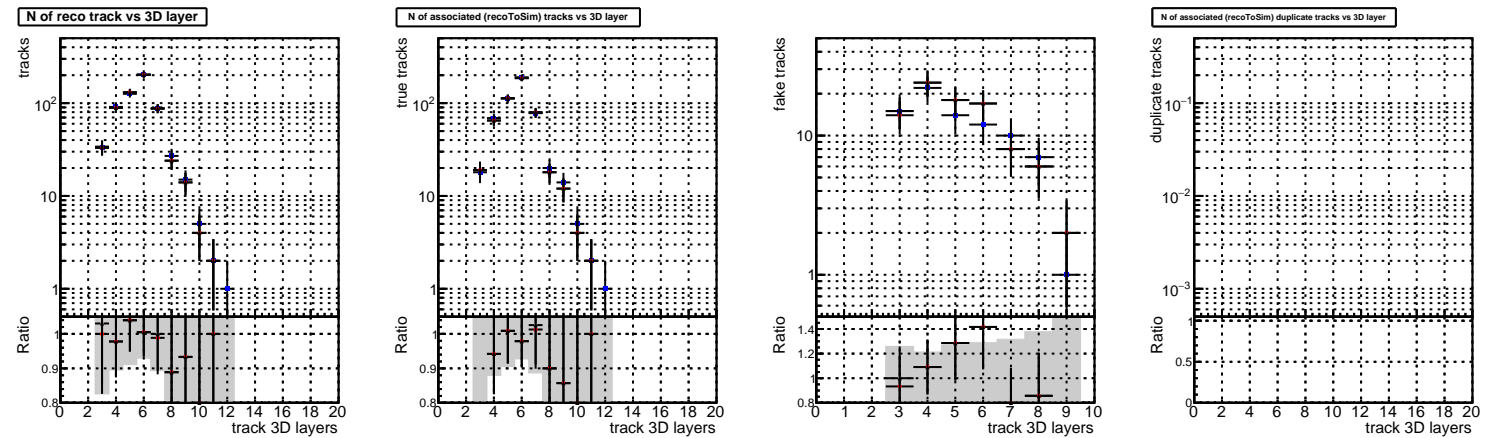 N of reco track vs 3D layer
tracks
10²
10
1
Ratio
1
0.9
0.8
0 2 4 6 8 10 12 14 16 18 20
track 3D layers
N of associated (recoToSim) tracks vs 3D layer
true tracks
10²
10
1
Ratio
1
0.9
0.8
0 2 4 6 8 10 12 14 16 18 20
track 3D layers
fake tracks
10
1
Ratio
1.4
1.2
1
0.8
0 1 2 3 4 5 6 7 8 9 10
track 3D layers
N of associated (recoToSim) duplicate tracks vs 3D layer
duplicate tracks
10⁻¹
10⁻²
10⁻³
Ratio
1
0.5
0
0 2 4 6 8 10 12 14 16 18 20
track 3D layers